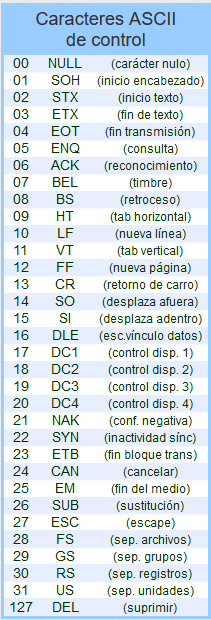 Caracteres ASCII
de control
00 NULL (carácter nulo)
01 SOH (inicio encabezado)
02 STX (inicio texto)
03 ETX (fin de texto)
04 EOT (fin transmisión)
05 ENQ (consulta)
06 ACK (reconocimiento)
07 BEL (timbre)
08 BS (retroceso)
09 HT (tab horizontal)
10 LF (nueva línea)
11 VT (tab vertical)
12 FF (nueva página)
13 CR (retorno de carro)
14 SO (desplaza afuera)
15 SI (desplaza adentro)
16 DLE (esc.vínculo datos)
17 DC1 (control disp. 1)
18 DC2 (control disp. 2)
19 DC3 (control disp. 3)
20 DC4 (control disp. 4)
21 NAK (conf. negativa)
22 SYN (inactividad sínc)
23 ETB (fin bloque trans)
24 CAN (cancelar)
25 EM (fin del medio)
26 SUB (sustitución)
27 ESC (escape)
28 FS (sep. archivos)
29 GS (sep. grupos)
30 RS (sep. registros)
31 US (sep. unidades)
127 DEL (suprimir)